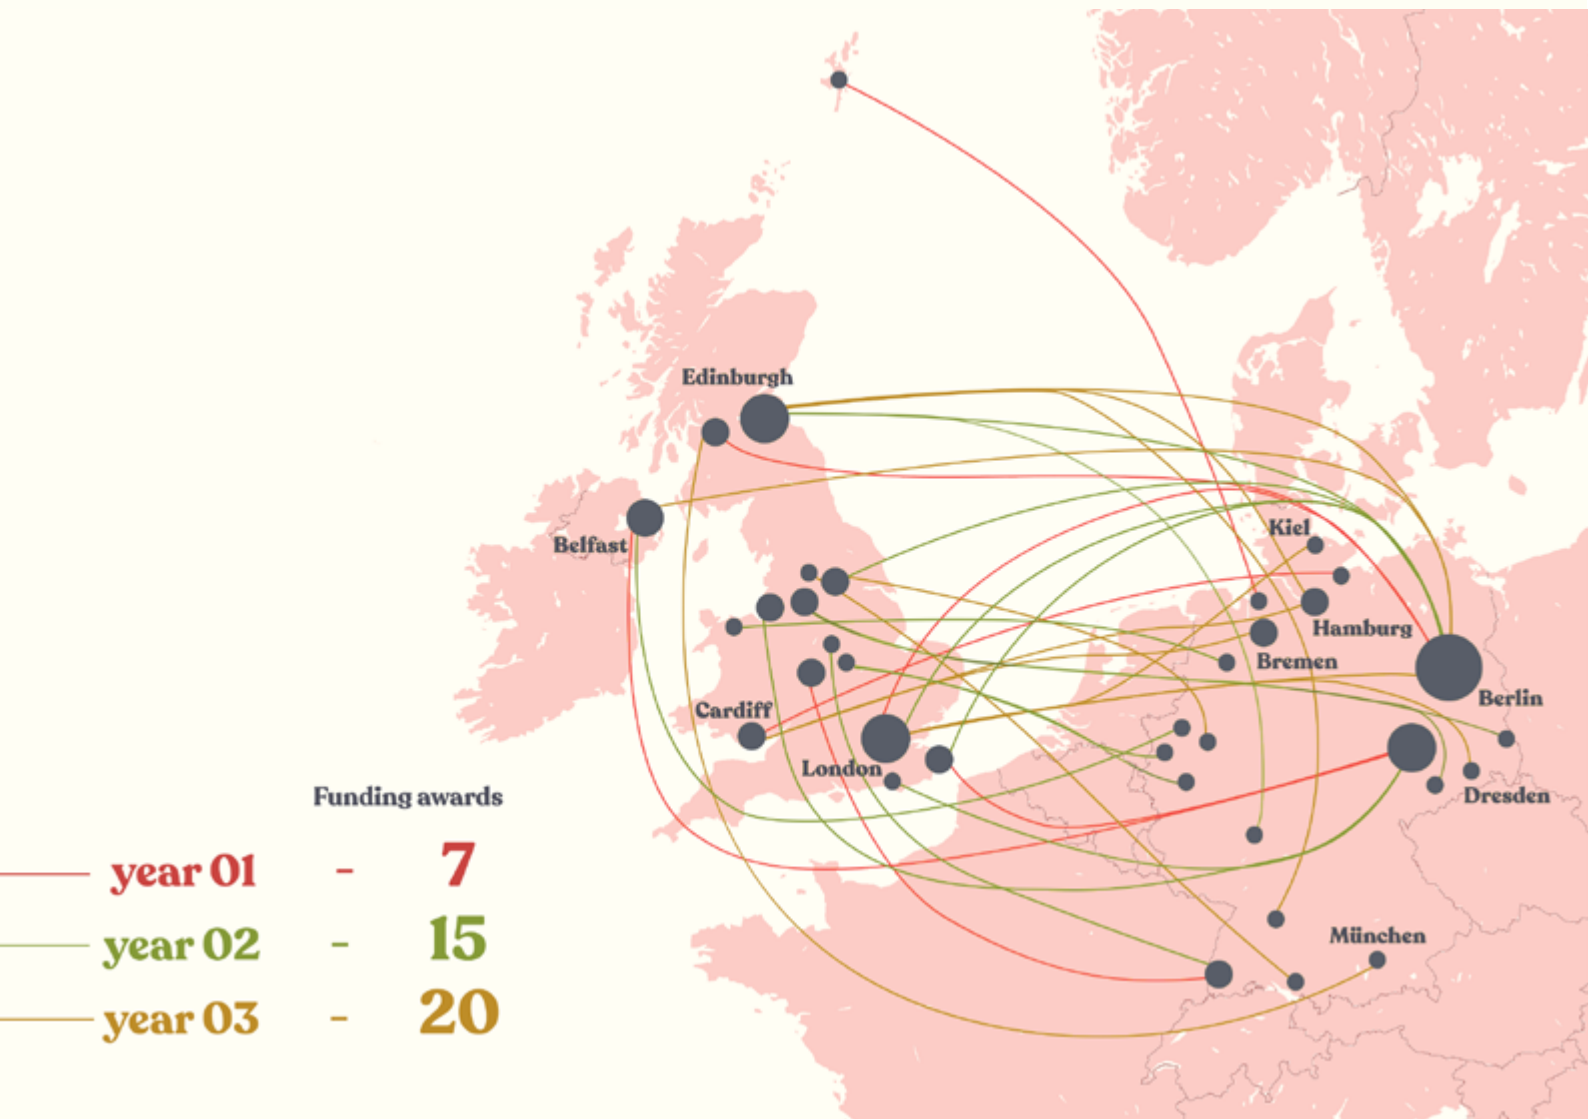 Edinburgh
Kiel
Belfast
Hamburg
Bremen
Berlin
Cardiff
London
Dresden
Funding awards
year 01 - 7
year 02 - 15
München
year 03 - 20